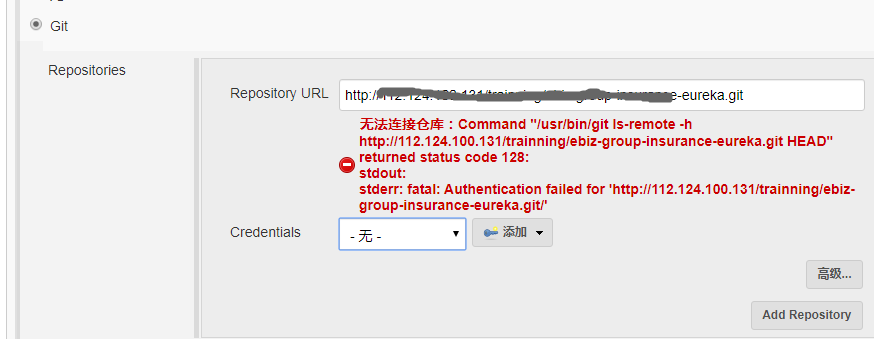 Git
Repositories
Repository URL
http:/ -eureka.git
无法连接仓库：Command "/usr/bin/git ls-remote -h
http://112.124.100.131/trainning/ebiz-group-insurance-eureka.git HEAD"
returned status code 128:
stdout:
stderr: fatal: Authentication failed for 'http://112.124.100.131/trainning/ebiz-
group-insurance-eureka.git/'
Credentials
- 无 -
添加
高级...
Add Repository